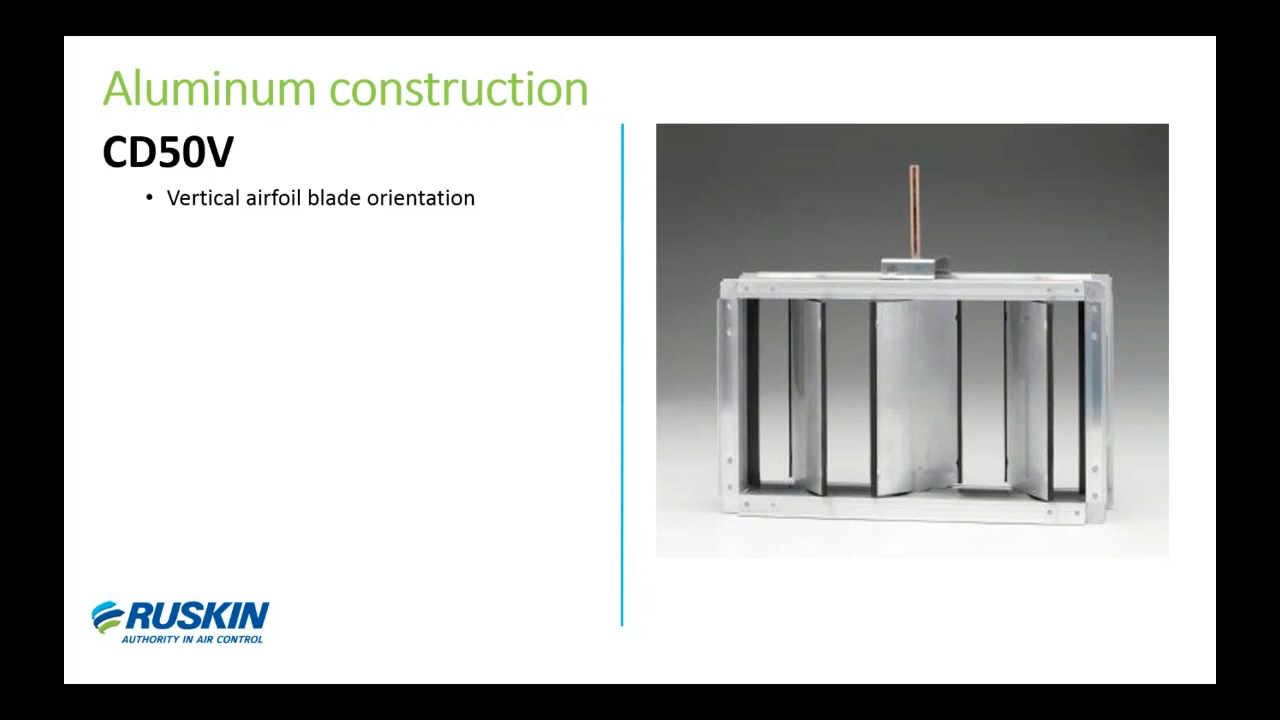 Aluminum construction
CD50V
• Vertical airfoil blade orientation
RUSKIN
AUTHORITY IN AIR CONTROL